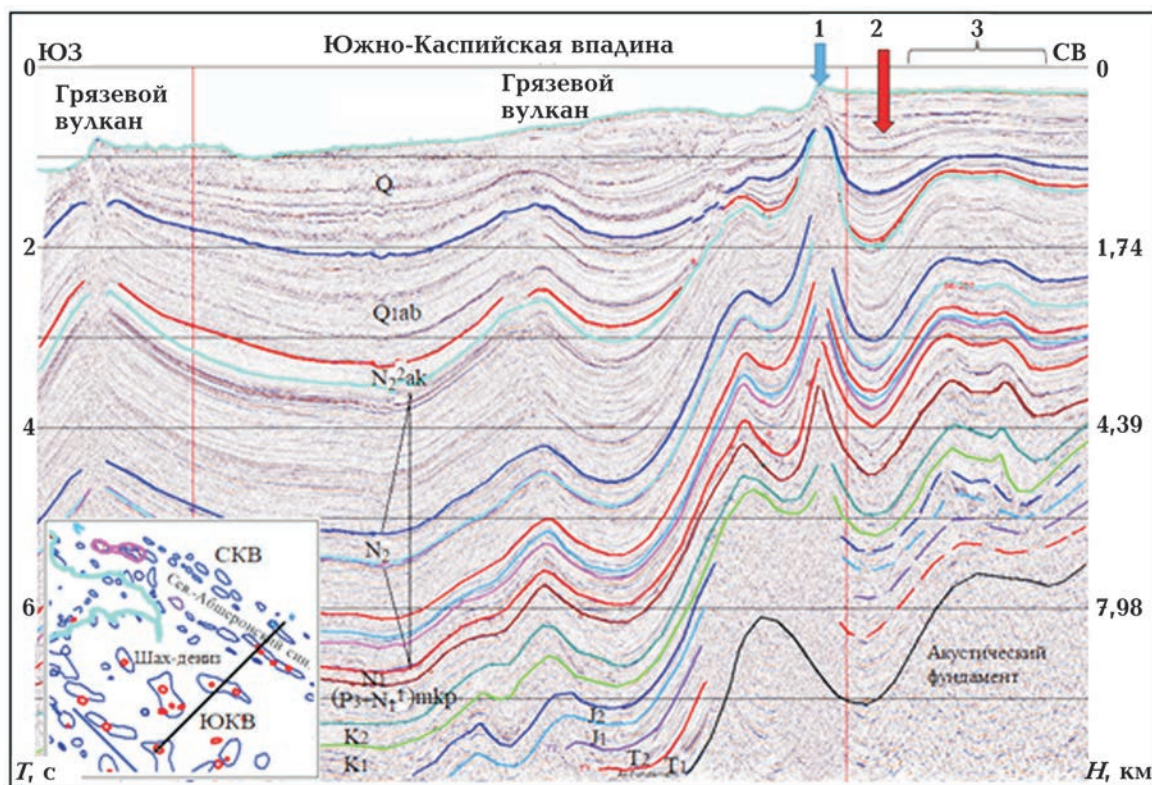 1 2 3
ЮЗ Южно-Каспийская впадина СВ
0 0
Грязевой вулкан
Грязевой вулкан
Q
2 1,74
Q1ab
N₂²ak
4 4,39
N₂
6 7,98
СКВ
Сев.-Абшеронский син.
Шах-дениз
ЮКВ
Акустический фундамент
N₁
(P₃+N₁¹)mkp
K₂
K₁
J₂
J₁
T₂
T₁
T, с H, км